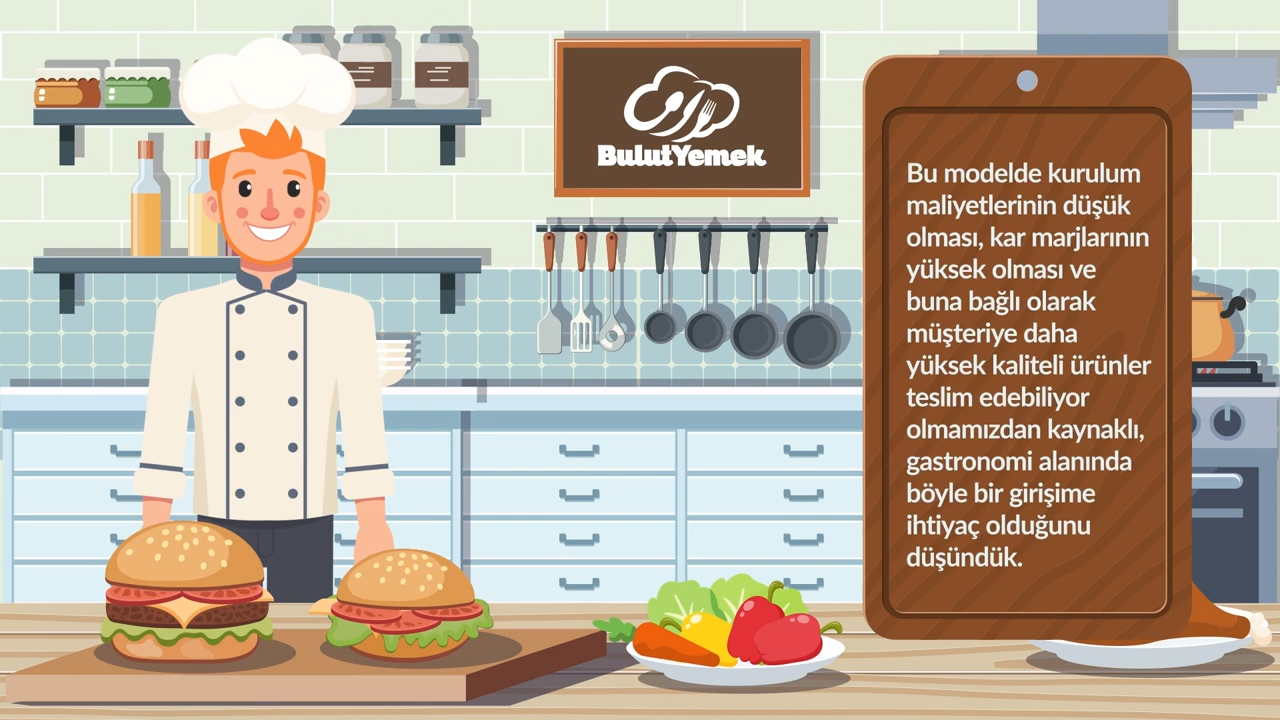 BulutYemek
Bu modelde kurulum
maliyetlerinin düşük
olması, kar marjlarının
yüksek olması ve
buna bağlı olarak
müşteriye daha
yüksek kaliteli ürünler
teslim edebiliyor
olmamızdan kaynaklı,
gastronomi alanında
böyle bir girişime
ihtiyaç olduğunu
düşündük.